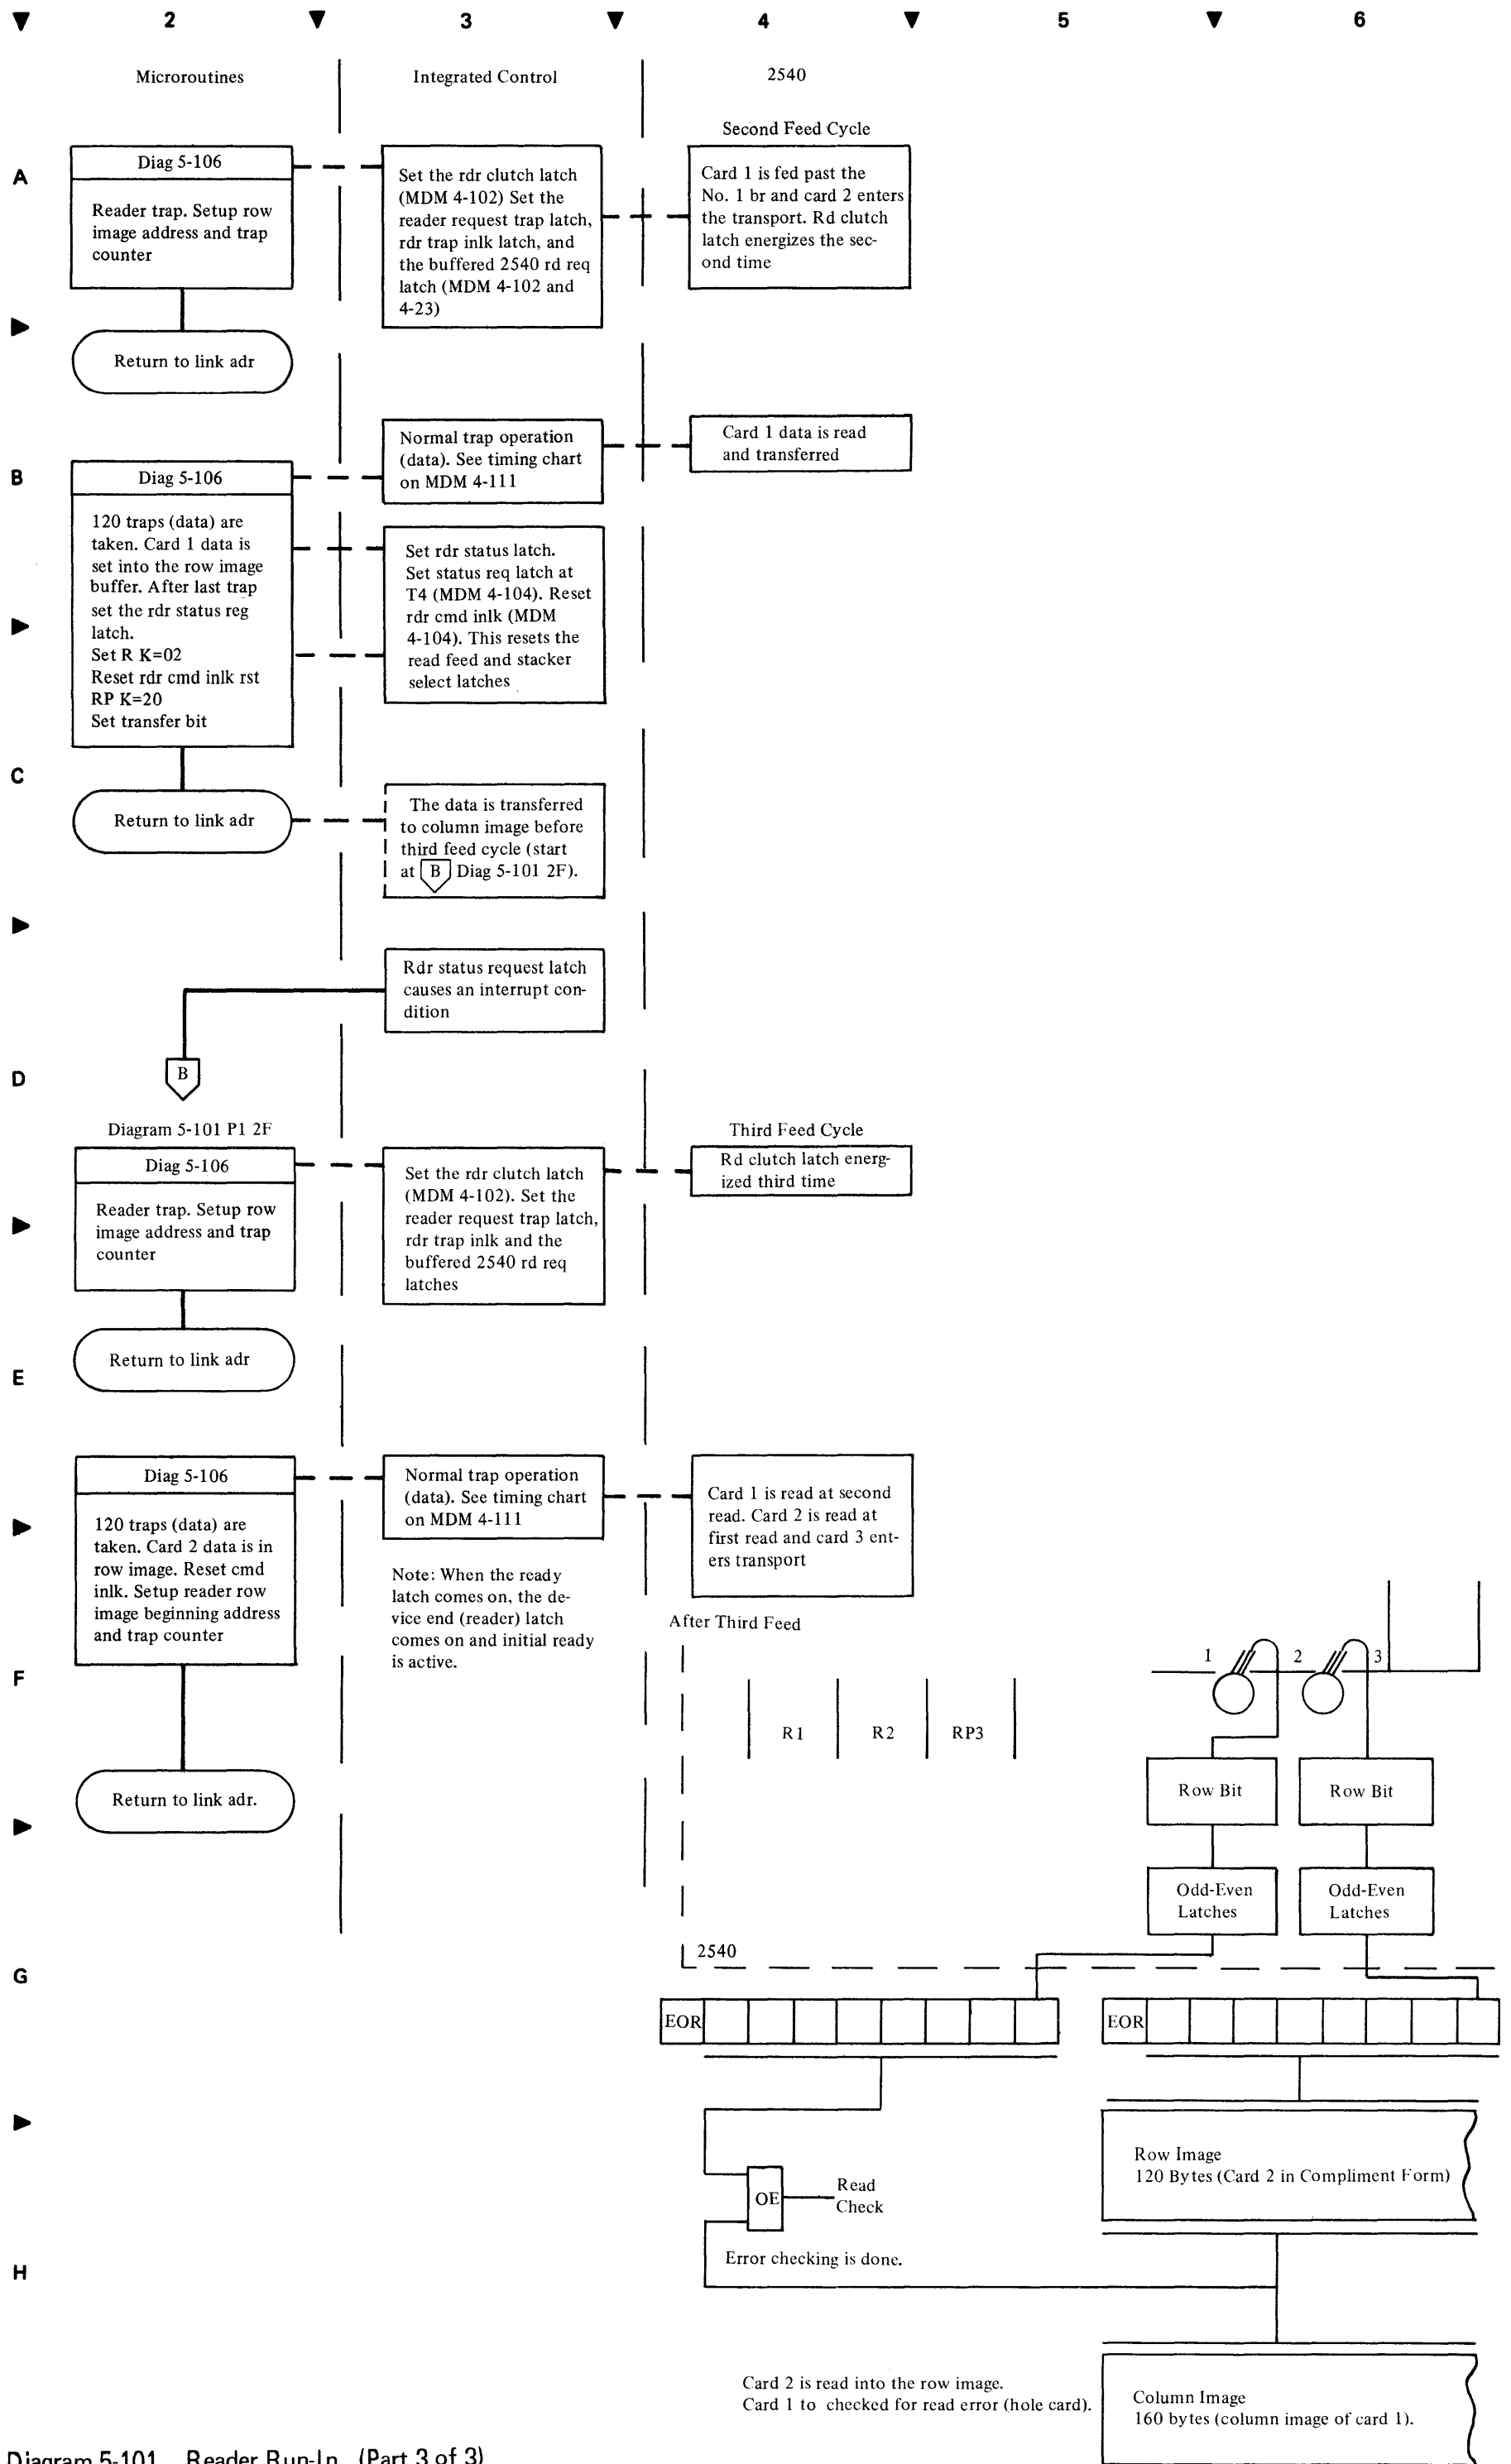 2 3 4 5 6
Microroutines
Integrated Control
2540
Second Feed Cycle
A
Diag 5-106
Reader trap. Setup row
image address and trap
counter
Set the rdr clutch latch
(MDM 4-102) Set the
reader request trap latch,
rdr trap inlk latch, and
the buffered 2540 rd req
latch (MDM 4-102 and
4-23)
Card 1 is fed past the
No. 1 br and card 2 enters
the transport. Rd clutch
latch energizes the sec-
ond time
Return to link adr
B
Diag 5-106
120 traps (data) are
taken. Card 1 data is
set into the row image
buffer. After last trap
set the rdr status reg
latch.
Set R K=02
Reset rdr cmd inlk rst
RP K=20
Set transfer bit
Normal trap operation
(data). See timing chart
on MDM 4-111
Card 1 data is read
and transferred
Set rdr status latch.
Set status req latch at
T4 (MDM 4-104). Reset
rdr cmd inlk (MDM
4-104). This resets the
read feed and stacker
select latches
C
Return to link adr
The data is transferred
to column image before
third feed cycle (start
at B Diag 5-101 2F).
Rdr status request latch
causes an interrupt con-
dition
D
B
Diagram 5-101 P1 2F
Diag 5-106
Reader trap. Setup row
image address and trap
counter
Set the rdr clutch latch
(MDM 4-102). Set the
reader request trap latch,
rdr trap inlk and the
buffered 2540 rd req
latches
Third Feed Cycle
Rd clutch latch energ-
ized third time
Return to link adr
E
Diag 5-106
120 traps (data) are
taken. Card 2 data is in
row image. Reset cmd
inlk. Setup reader row
image beginning address
and trap counter
Normal trap operation
(data). See timing chart
on MDM 4-111
Card 1 is read at second
read. Card 2 is read at
first read and card 3 ent-
ers transport
Note: When the ready
latch comes on, the de-
vice end (reader) latch
comes on and initial ready
is active.
After Third Feed
F
1 2 3
R1 R2 RP3
Row Bit
Row Bit
Return to link adr.
Odd-Even
Latches
Odd-Even
Latches
2540
G
EOR
EOR
Row Image
120 Bytes (Card 2 in Compliment Form)
OE
Read
Check
Error checking is done.
H
Card 2 is read into the row image.
Card 1 to checked for read error (hole card).
Column Image
160 bytes (column image of card 1).
Diagram 5-101 Reader Run-In (Part 3 of 3)